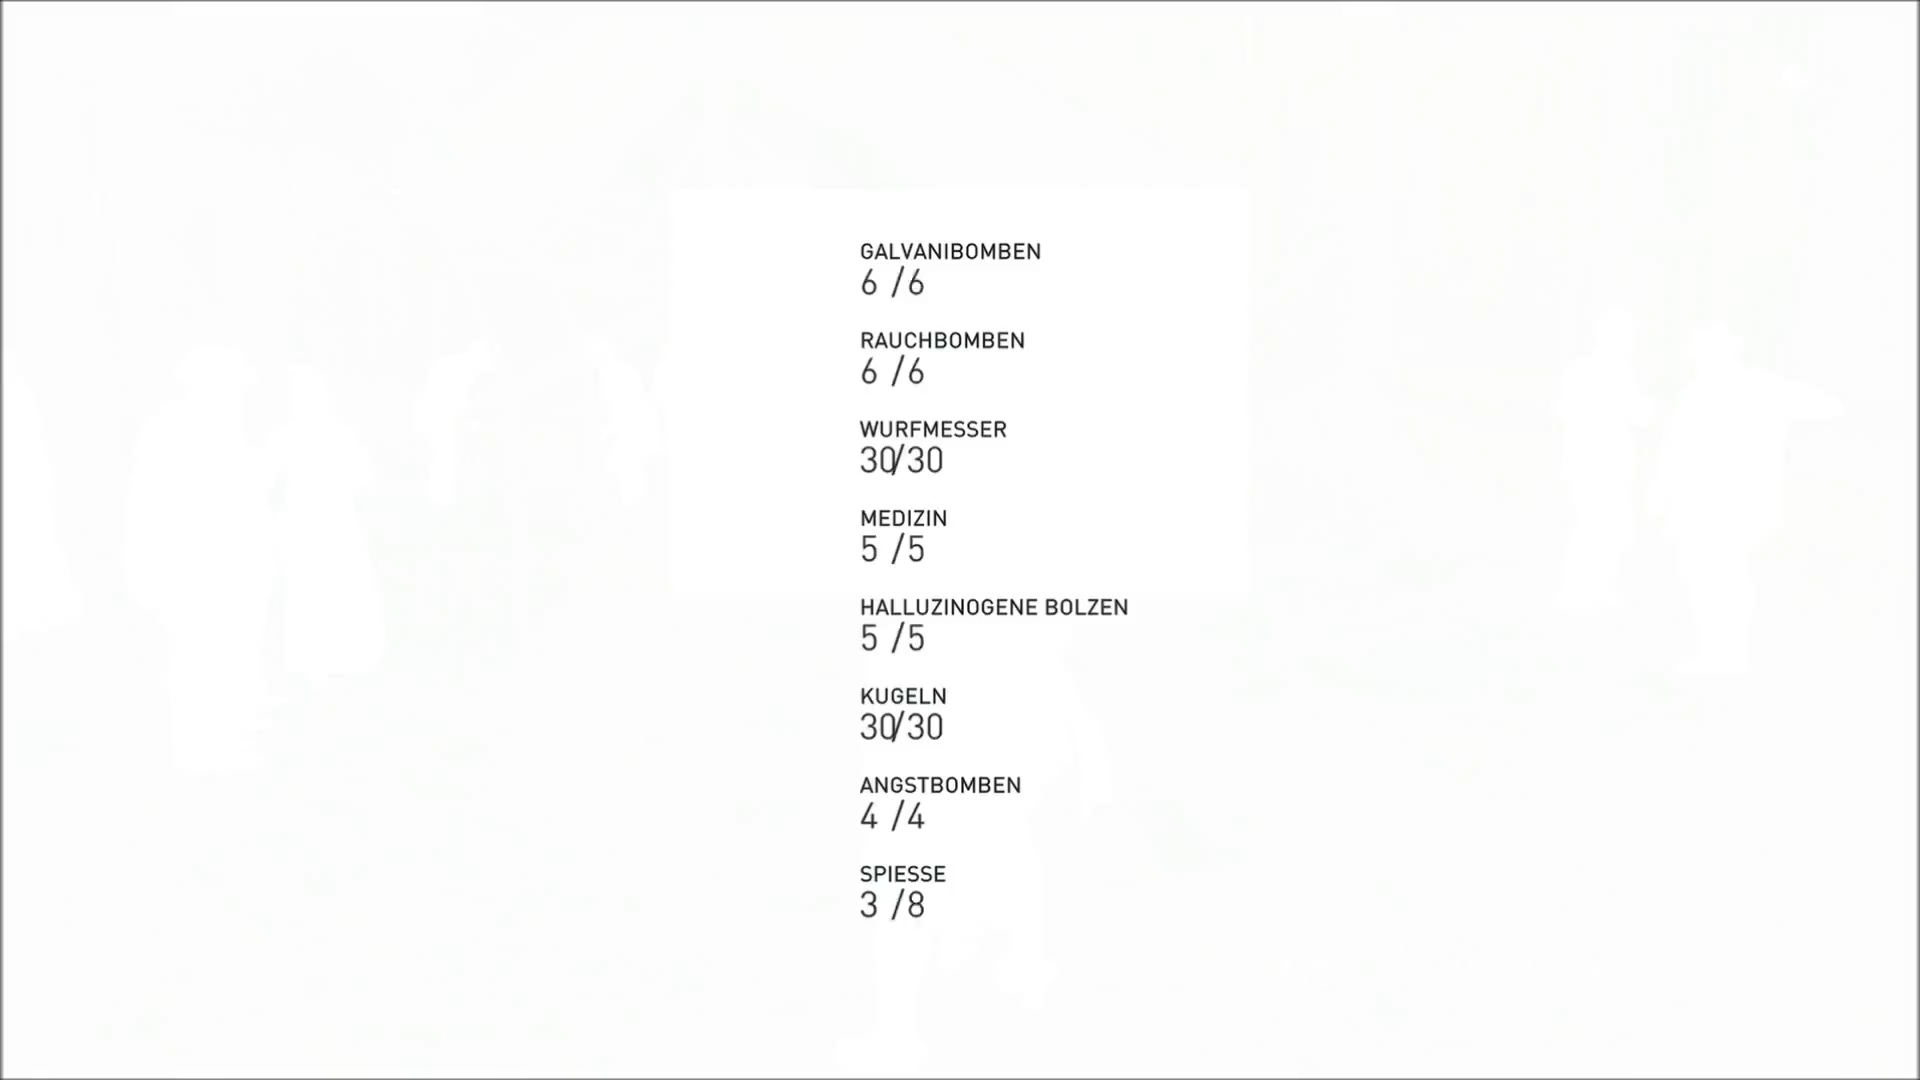 GALVANIBOMBEN
6 /6
RAUCHBOMBEN
6 /6
WURFMESSER
30/30
MEDIZIN
5 /5
HALLUZINOGENE BOLZEN
5 /5
KUGELN
30/30
ANGSTBOMBEN
4 /4
SPIESSE
3 /8